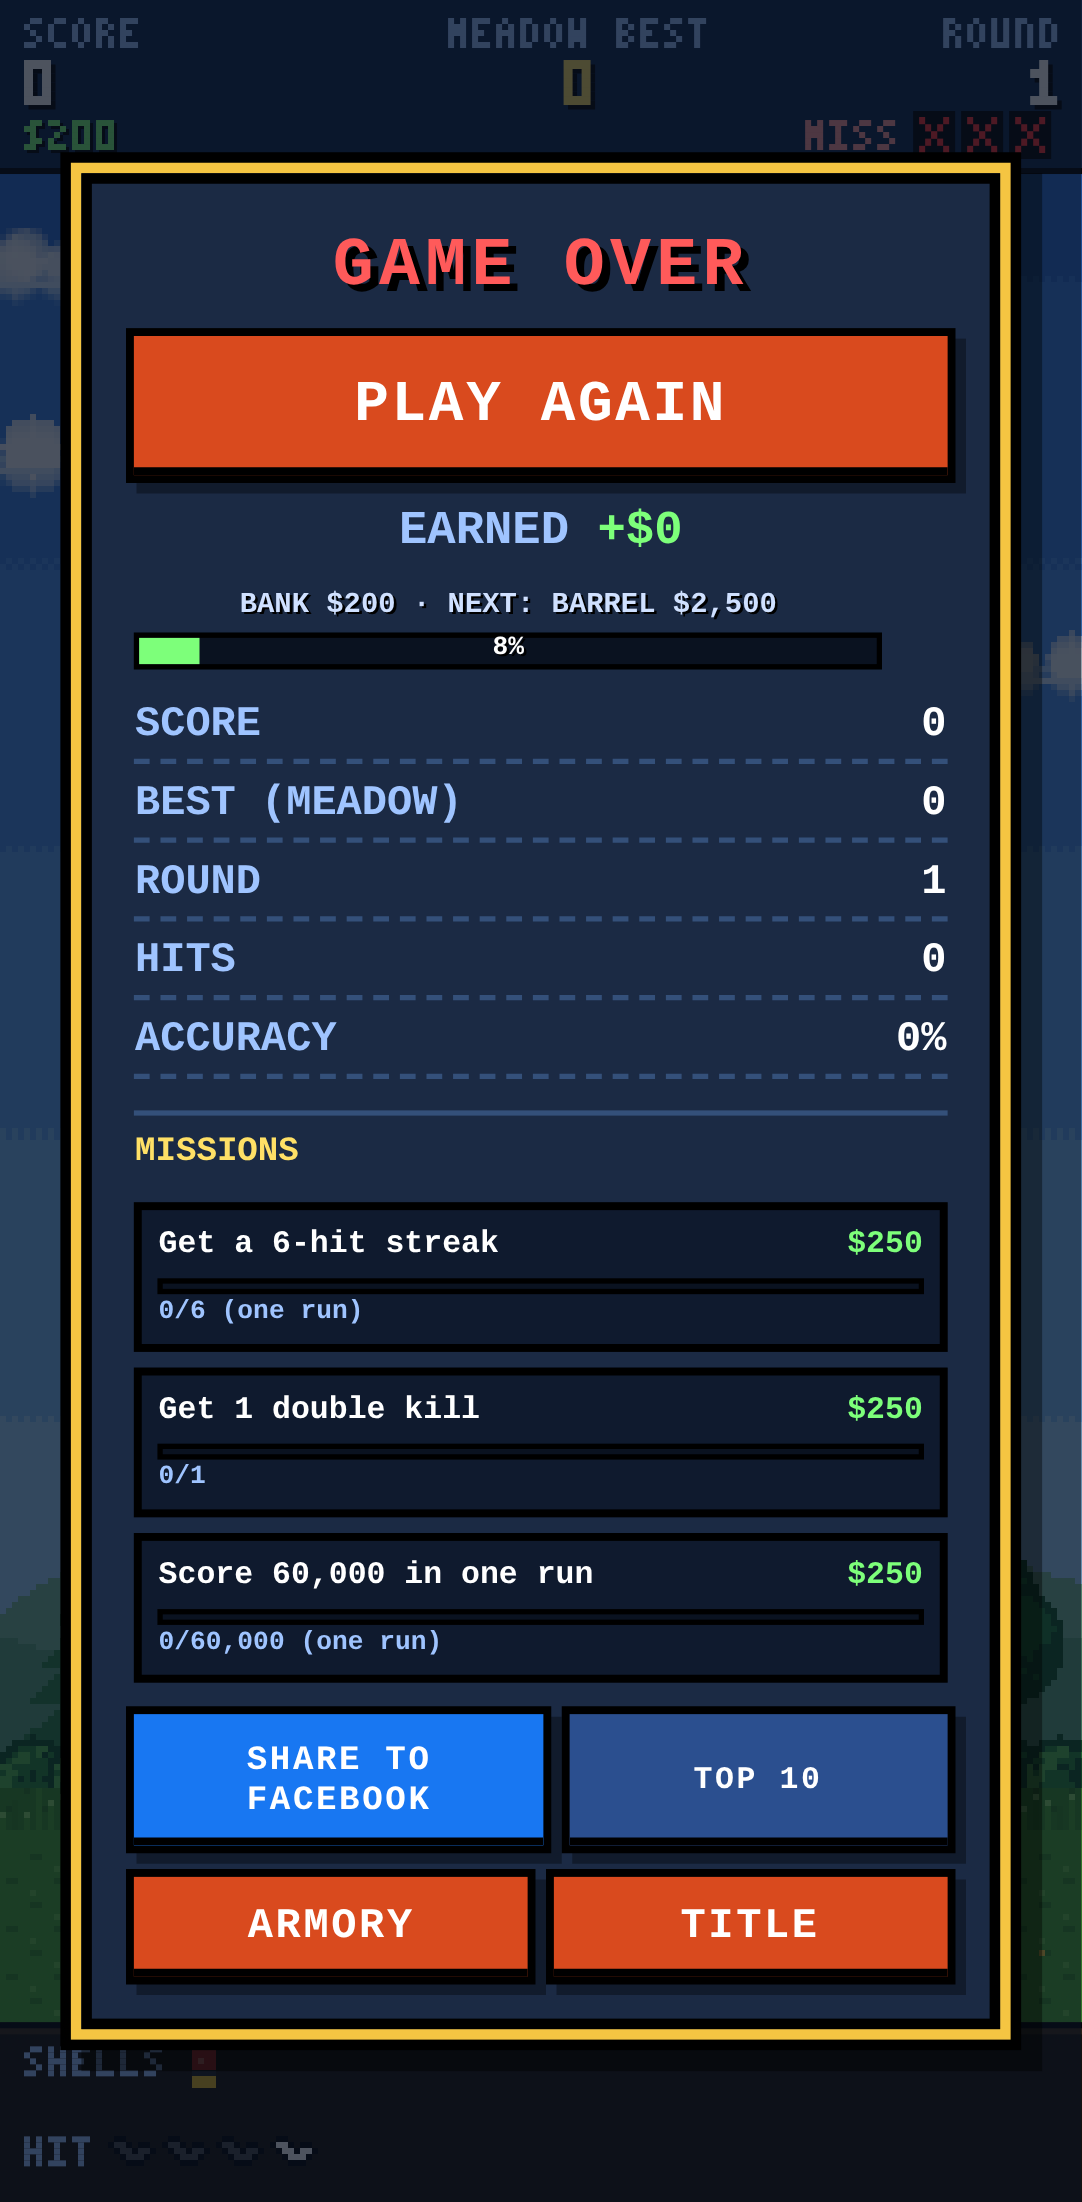 SCORE MEADOW BEST ROUND
0 0 1
$200 MISS
GAME OVER
PLAY AGAIN
EARNED +$0
BANK $200 · NEXT: BARREL $2,500
8%
SCORE 0
BEST (MEADOW) 0
ROUND 1
HITS 0
ACCURACY 0%
MISSIONS
Get a 6-hit streak $250
0/6 (one run)
Get 1 double kill $250
0/1
Score 60,000 in one run $250
0/60,000 (one run)
SHARE TO
FACEBOOK
TOP 10
ARMORY TITLE
SHELLS
HIT